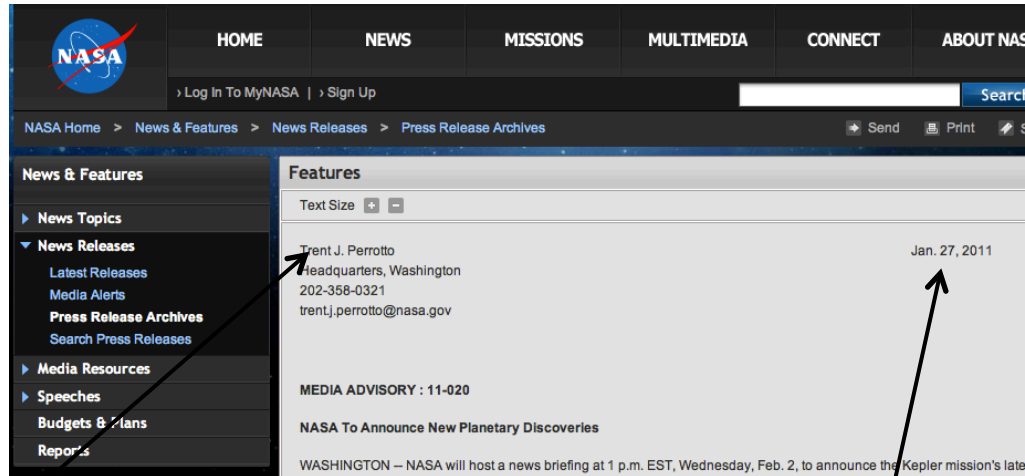 NASA
HOME NEWS MISSIONS MULTIMEDIA CONNECT ABOUT NAS
› Log In To MyNASA | › Sign Up
Search
NASA Home > News & Features > News Releases > Press Release Archives
Send Print S
News & Features
News Topics
News Releases
Latest Releases
Media Alerts
Press Release Archives
Search Press Releases
Media Resources
Speeches
Budgets & Plans
Reports
Features
Text Size + −
Trent J. Perrotto
Headquarters, Washington
202-358-0321
trent.j.perrotto@nasa.gov
Jan. 27, 2011
MEDIA ADVISORY : 11-020
NASA To Announce New Planetary Discoveries
WASHINGTON -- NASA will host a news briefing at 1 p.m. EST, Wednesday, Feb. 2, to announce the Kepler mission's late